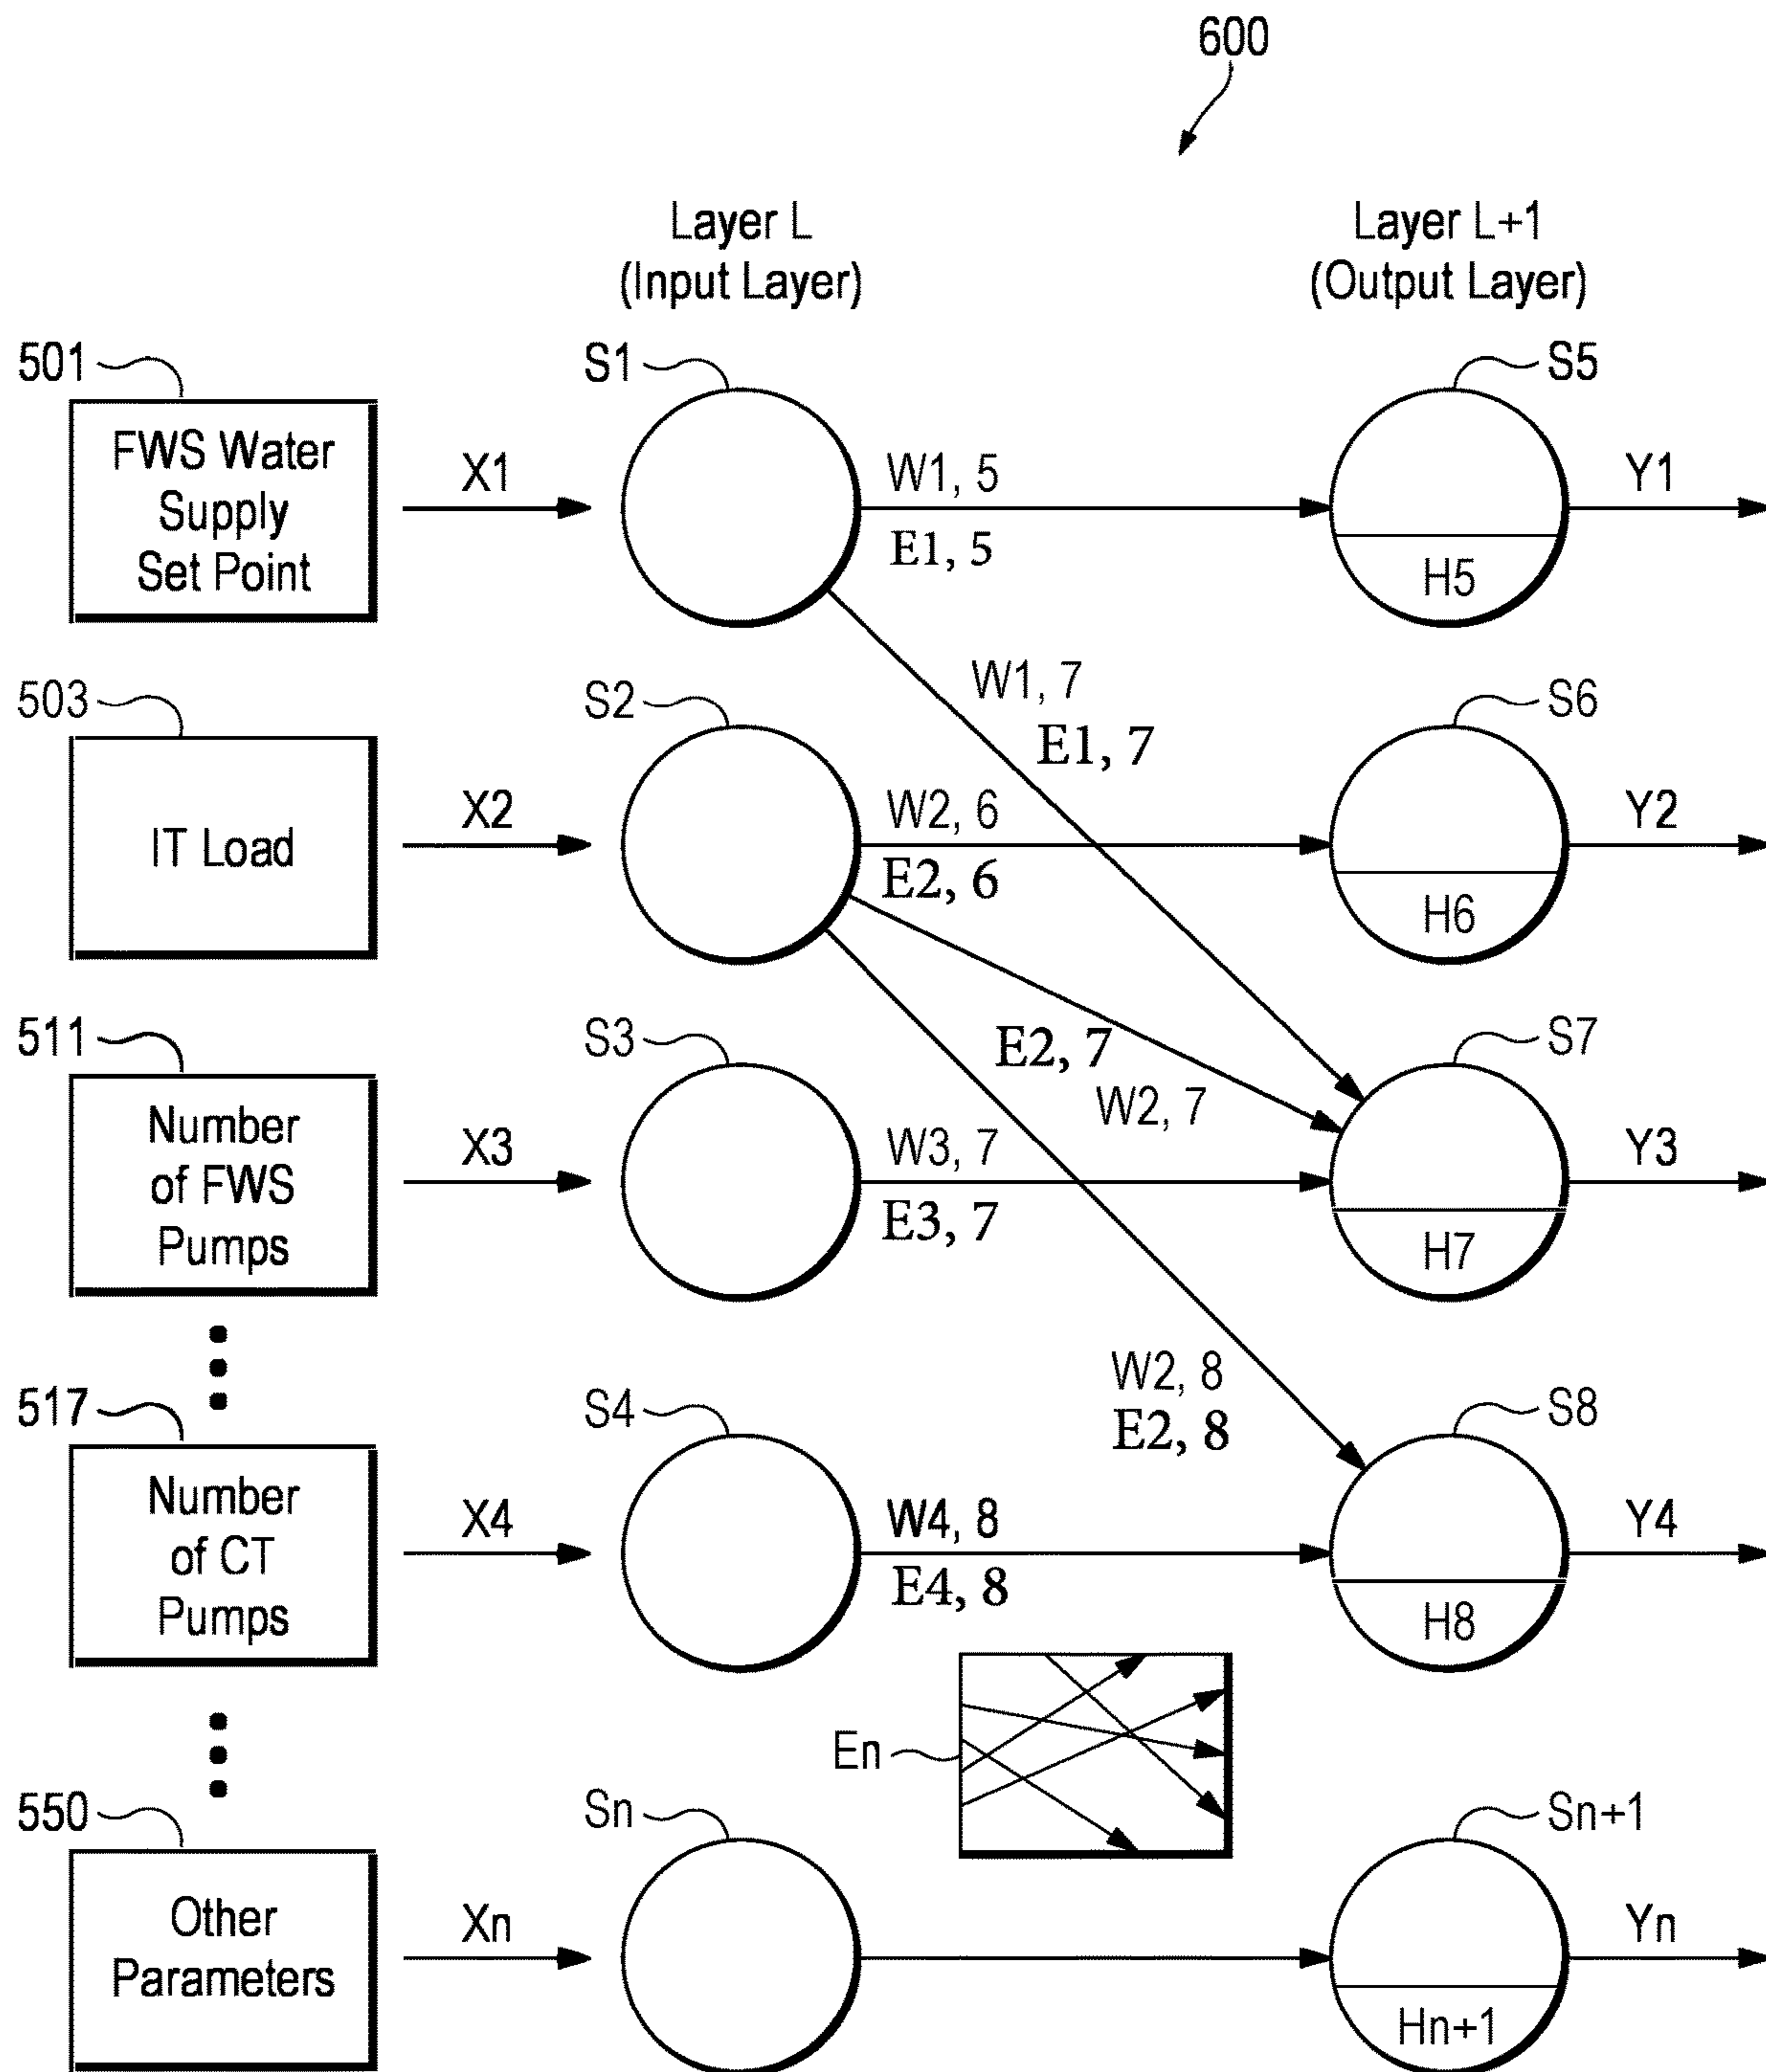 600
Layer L
(Input Layer)
Layer L+1
(Output Layer)
501
FWS Water
Supply
Set Point
X1
S1
W1, 5
E1, 5
S5
H5
Y1
W1, 7
E1, 7
503
IT Load
X2
S2
W2, 6
E2, 6
S6
H6
Y2
E2, 7
W2, 7
511
Number
of FWS
Pumps
X3
S3
W3, 7
E3, 7
S7
H7
Y3
W2, 8
E2, 8
517
Number
of CT
Pumps
X4
S4
W4, 8
E4, 8
S8
H8
Y4
En
550
Other
Parameters
Xn
Sn
Sn+1
Hn+1
Yn